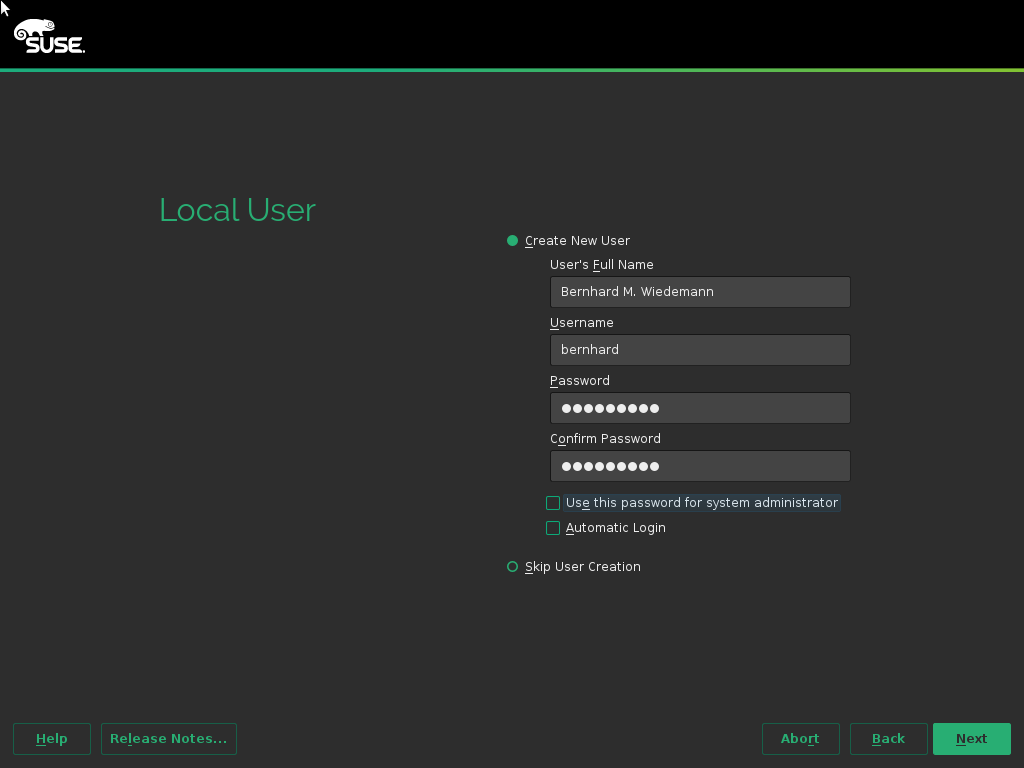 SUSE.
Local User
Create New User
User's Full Name
Bernhard M. Wiedemann
Username
bernhard
Password
●●●●●●●●●
Confirm Password
●●●●●●●●●
Use this password for system administrator
Automatic Login
Skip User Creation
Help
Release Notes...
Abort
Back
Next